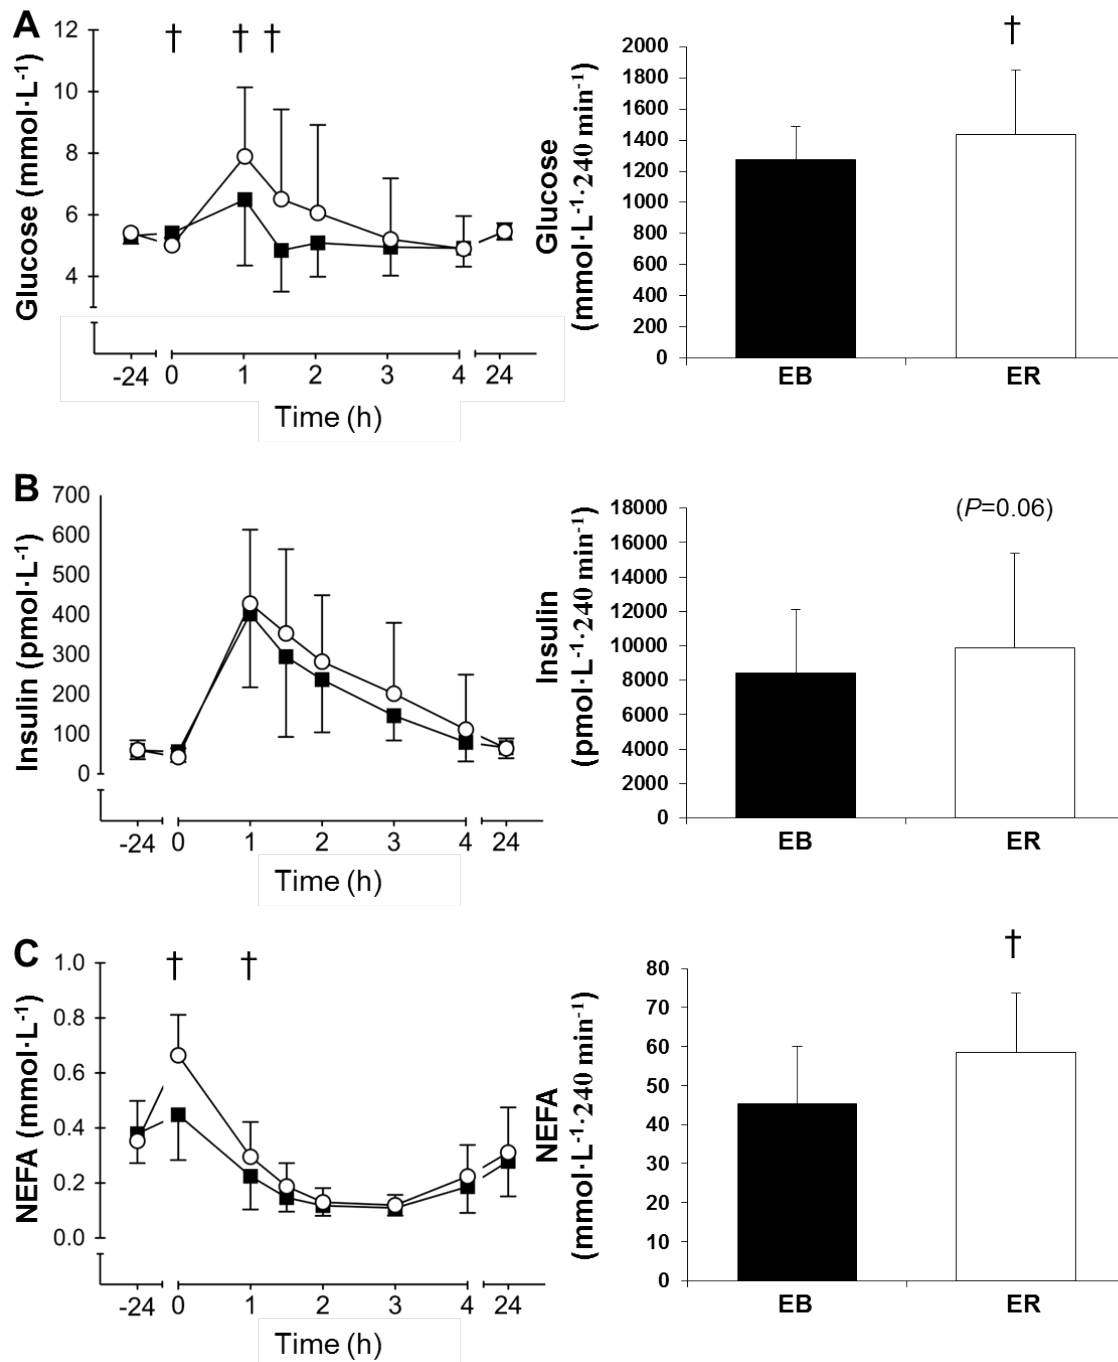 A
Glucose (mmol·L-1)
12
10
8
6
4
† † †
-24 0 1 2 3 4 24
Time (h)
Glucose
(mmol·L-1·240 min-1)
2000
1800
1600
1400
1200
1000
800
600
400
200
0
†
EB ER
B
Insulin (pmol·L-1)
700
600
500
400
300
200
100
0
-24 0 1 2 3 4 24
Time (h)
Insulin
(pmol·L-1·240 min-1)
18000
16000
14000
12000
10000
8000
6000
4000
2000
0
(P=0.06)
EB ER
C
NEFA (mmol·L-1)
1.0
0.8
0.6
0.4
0.2
0.0
† †
-24 0 1 2 3 4 24
Time (h)
NEFA
(mmol·L-1·240 min-1)
80
70
60
50
40
30
20
10
0
†
EB ER